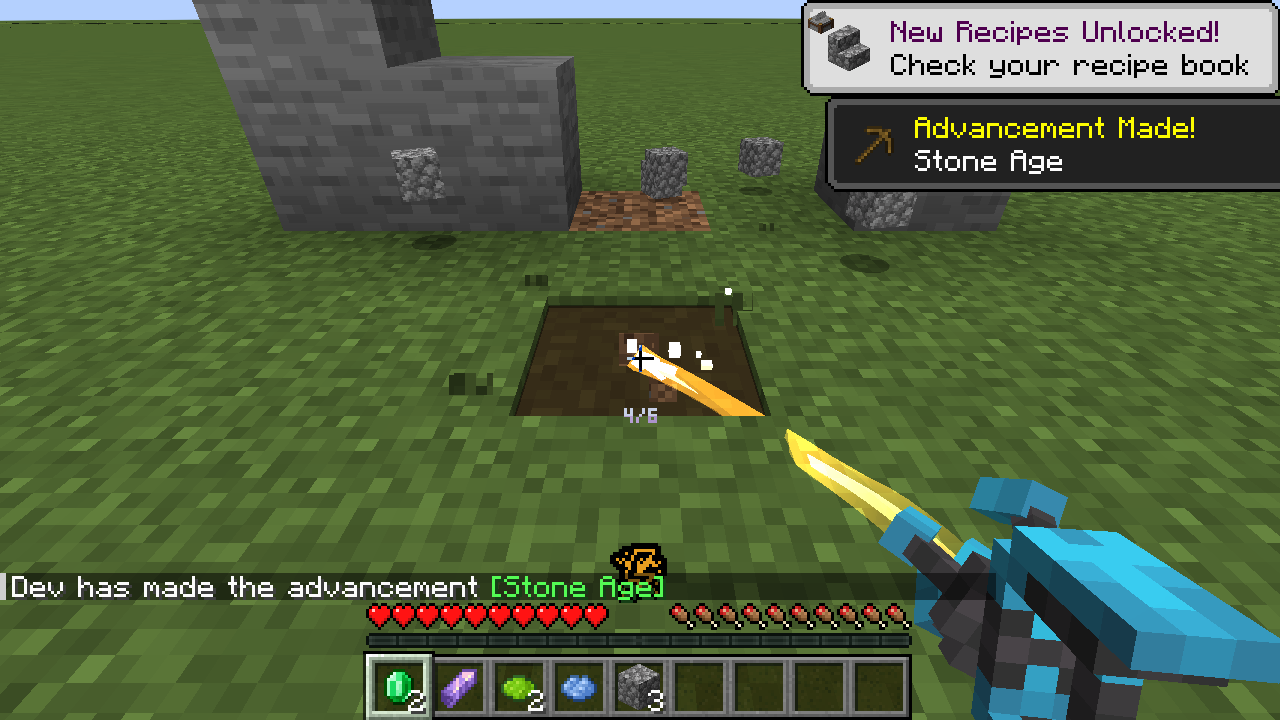 New Recipes Unlocked!
Check your recipe book
Advancement Made!
Stone Age
4/6
Dev has made the advancement [Stone Age]
2
2
3